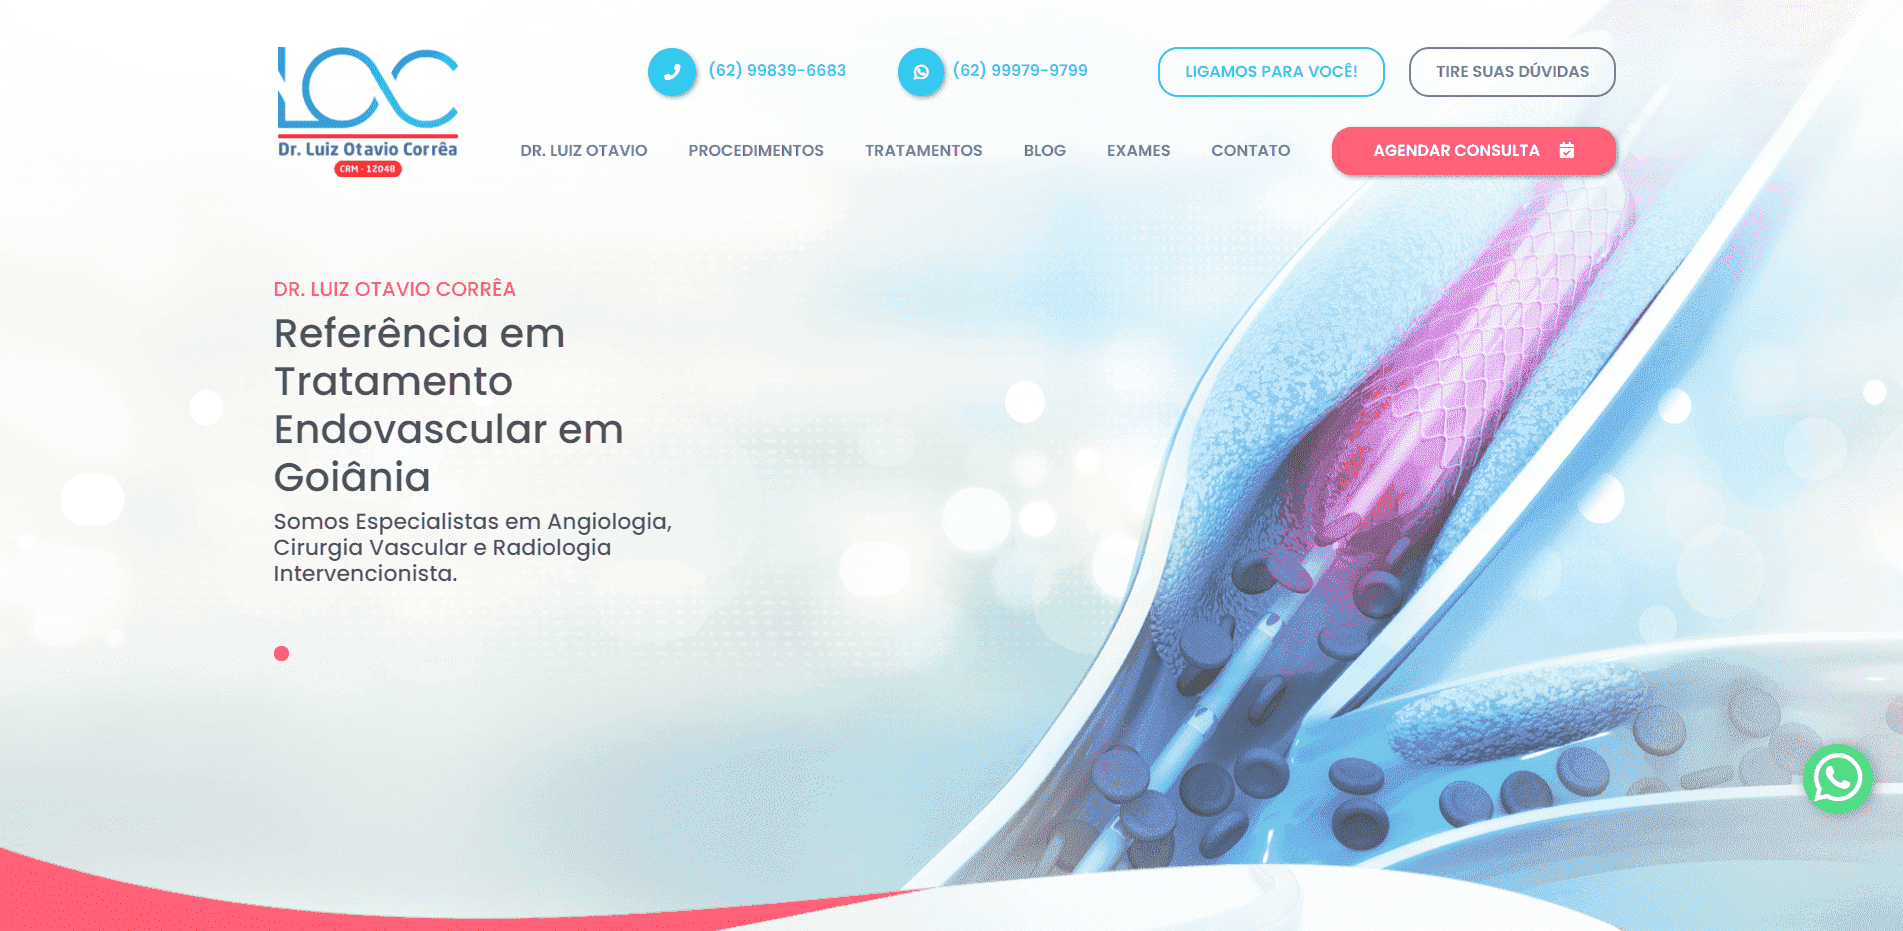 LOC
Dr. Luiz Otavio Corrêa
CRM - 12048
(62) 99839-6683
(62) 99979-9799
LIGAMOS PARA VOCÊ!
TIRE SUAS DÚVIDAS
DR. LUIZ OTAVIO
PROCEDIMENTOS
TRATAMENTOS
BLOG
EXAMES
CONTATO
AGENDAR CONSULTA
DR. LUIZ OTAVIO CORRÊA
Referência em
Tratamento
Endovascular em
Goiânia
Somos Especialistas em Angiologia,
Cirurgia Vascular e Radiologia
Intervencionista.